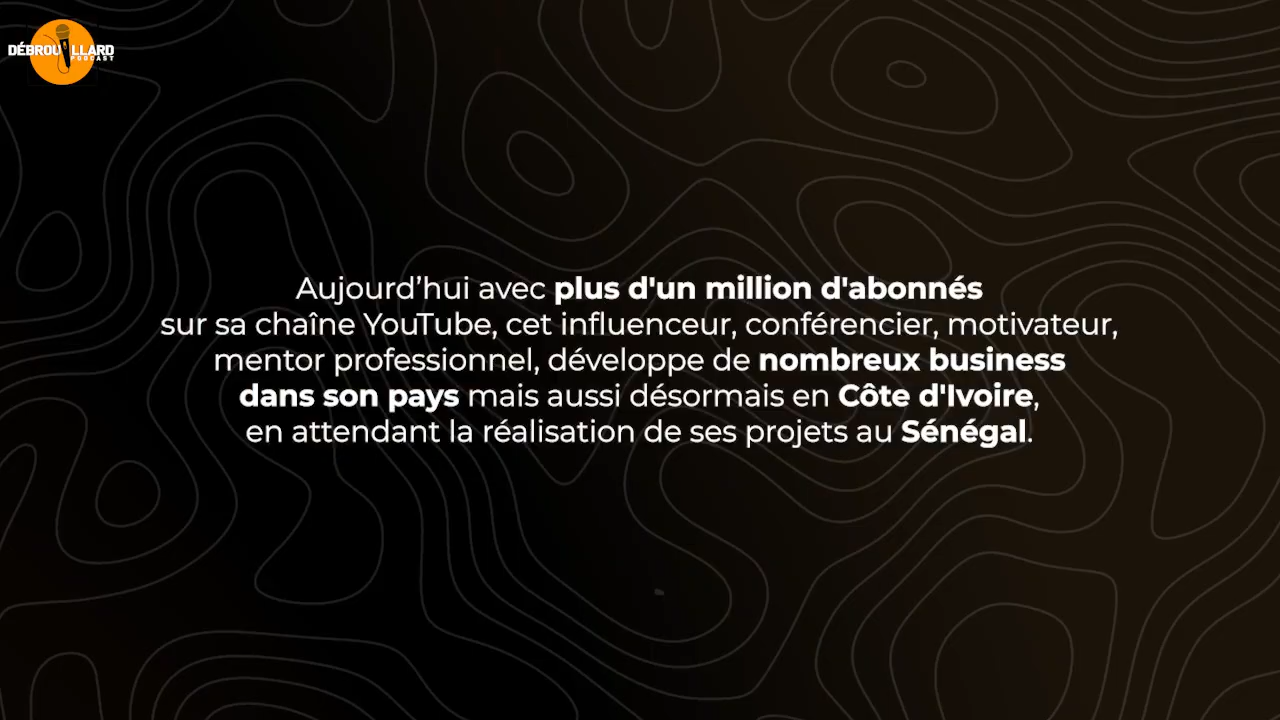 DÉBROUILLARD
PODCAST
Aujourd’hui avec plus d'un million d'abonnés
sur sa chaîne YouTube, cet influenceur, conférencier, motivateur,
mentor professionnel, développe de nombreux business
dans son pays mais aussi désormais en Côte d'Ivoire,
en attendant la réalisation de ses projets au Sénégal.